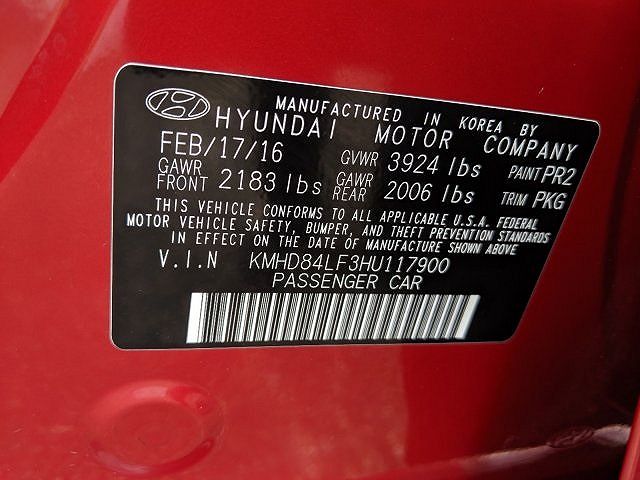 MANUFACTURED IN KOREA BY
HYUNDAI MOTOR COMPANY
FEB/17/16 GVWR 3924 lbs PAINT PR2
GAWR FRONT 2183 lbs GAWR REAR 2006 lbs TRIM PKG
THIS VEHICLE CONFORMS TO ALL APPLICABLE U.S.A. FEDERAL
MOTOR VEHICLE SAFETY, BUMPER, AND THEFT PREVENTION STANDARDS
IN EFFECT ON THE DATE OF MANUFACTURE SHOWN ABOVE
V.I.N KMHD84LF3HU117900
PASSENGER CAR